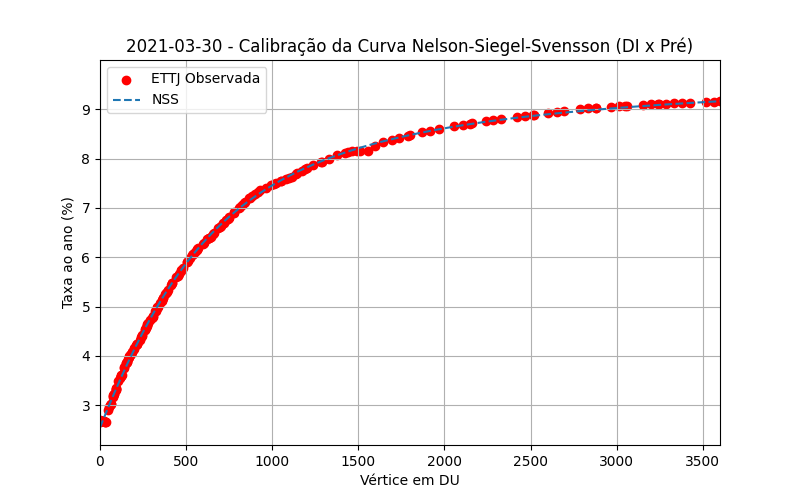 2021-03-30 - Calibração da Curva Nelson-Siegel-Svensson (DI x Pré)
ETTJ Observada
NSS
Taxa ao ano (%)
9
8
7
6
5
4
3
0 500 1000 1500 2000 2500 3000 3500
Vértice em DU